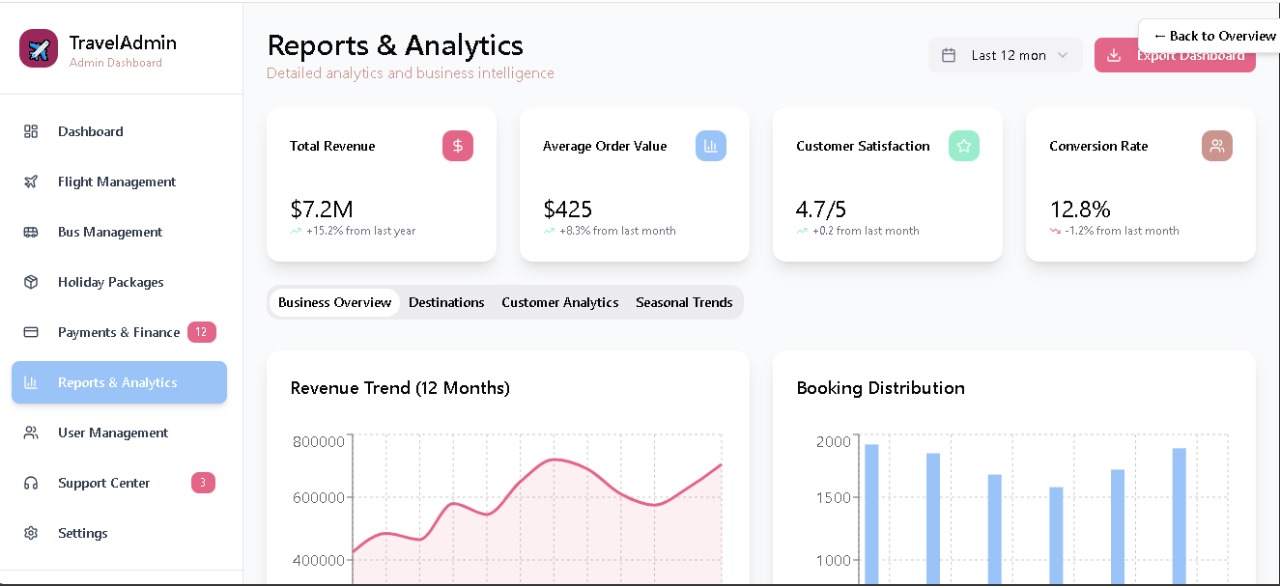 TravelAdmin
Admin Dashboard
Dashboard
Flight Management
Bus Management
Holiday Packages
Payments & Finance 12
Reports & Analytics
User Management
Support Center 3
Settings
Reports & Analytics
Detailed analytics and business intelligence
Last 12 mon
← Back to Overview
Export Dashboard
Total Revenue
$
$7.2M
+15.2% from last year
Average Order Value
$425
+8.3% from last month
Customer Satisfaction
4.7/5
+0.2 from last month
Conversion Rate
12.8%
-1.2% from last month
Business Overview Destinations Customer Analytics Seasonal Trends
Revenue Trend (12 Months)
800000
600000
400000
Booking Distribution
2000
1500
1000